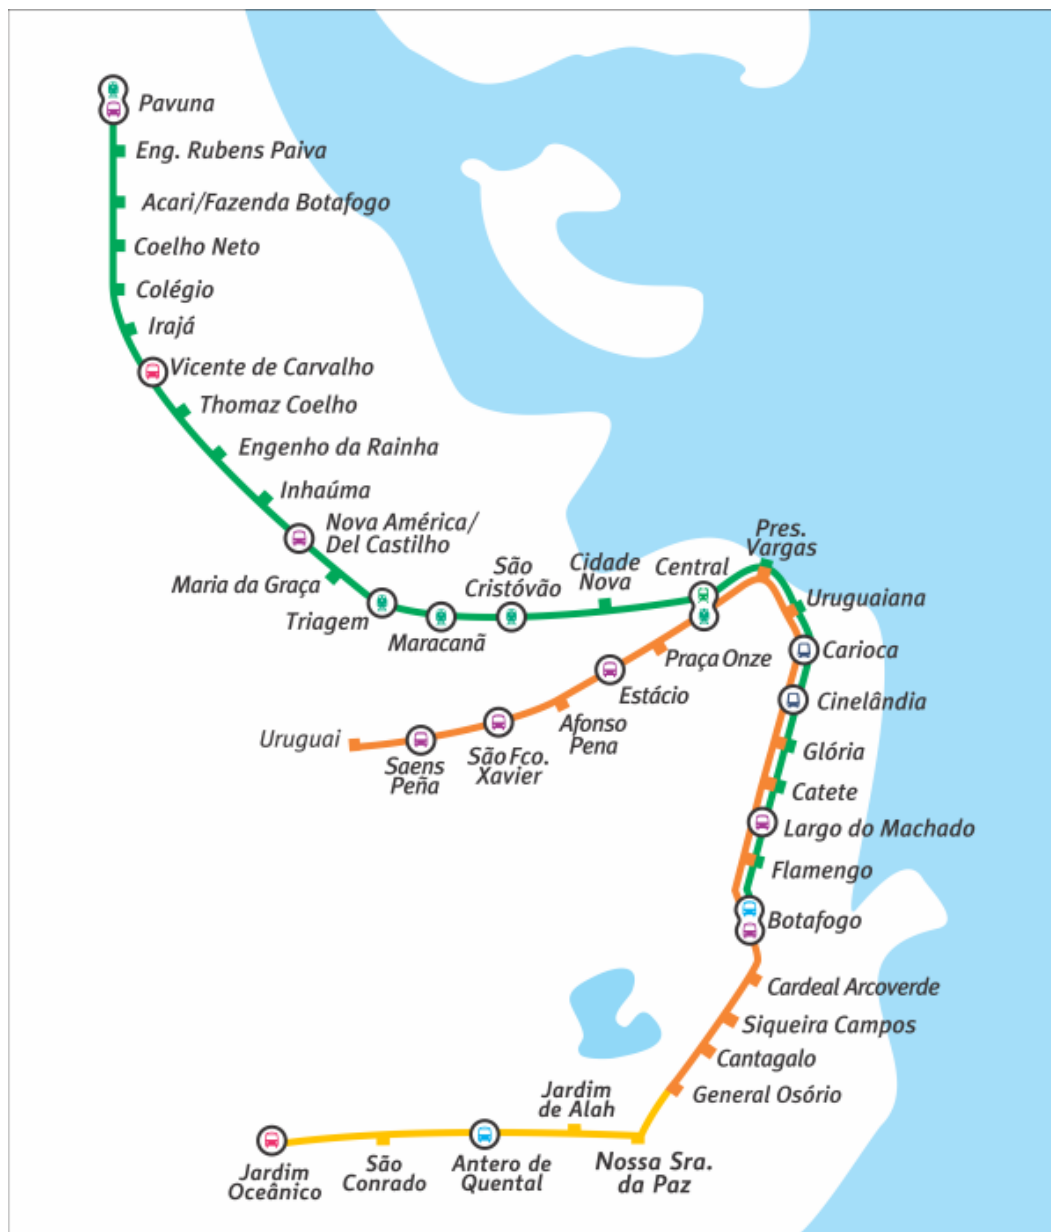 Pavuna
Eng. Rubens Paiva
Acari/Fazenda Botafogo
Coelho Neto
Colégio
Irajá
Vicente de Carvalho
Thomaz Coelho
Engenho da Rainha
Inhaúma
Nova América/
Del Castilho
Maria da Graça
Triagem
Maracanã
São
Cristóvão
Cidade
Nova
Central
Pres.
Vargas
Uruguaiana
Carioca
Cinelândia
Glória
Catete
Largo do Machado
Flamengo
Botafogo
Praça Onze
Estácio
Afonso
Pena
São Fco.
Xavier
Saens
Peña
Uruguai
Cardeal Arcoverde
Siqueira Campos
Cantagalo
General Osório
Nossa Sra.
da Paz
Jardim
de Alah
Antero de
Quental
São
Conrado
Jardim
Oceânico